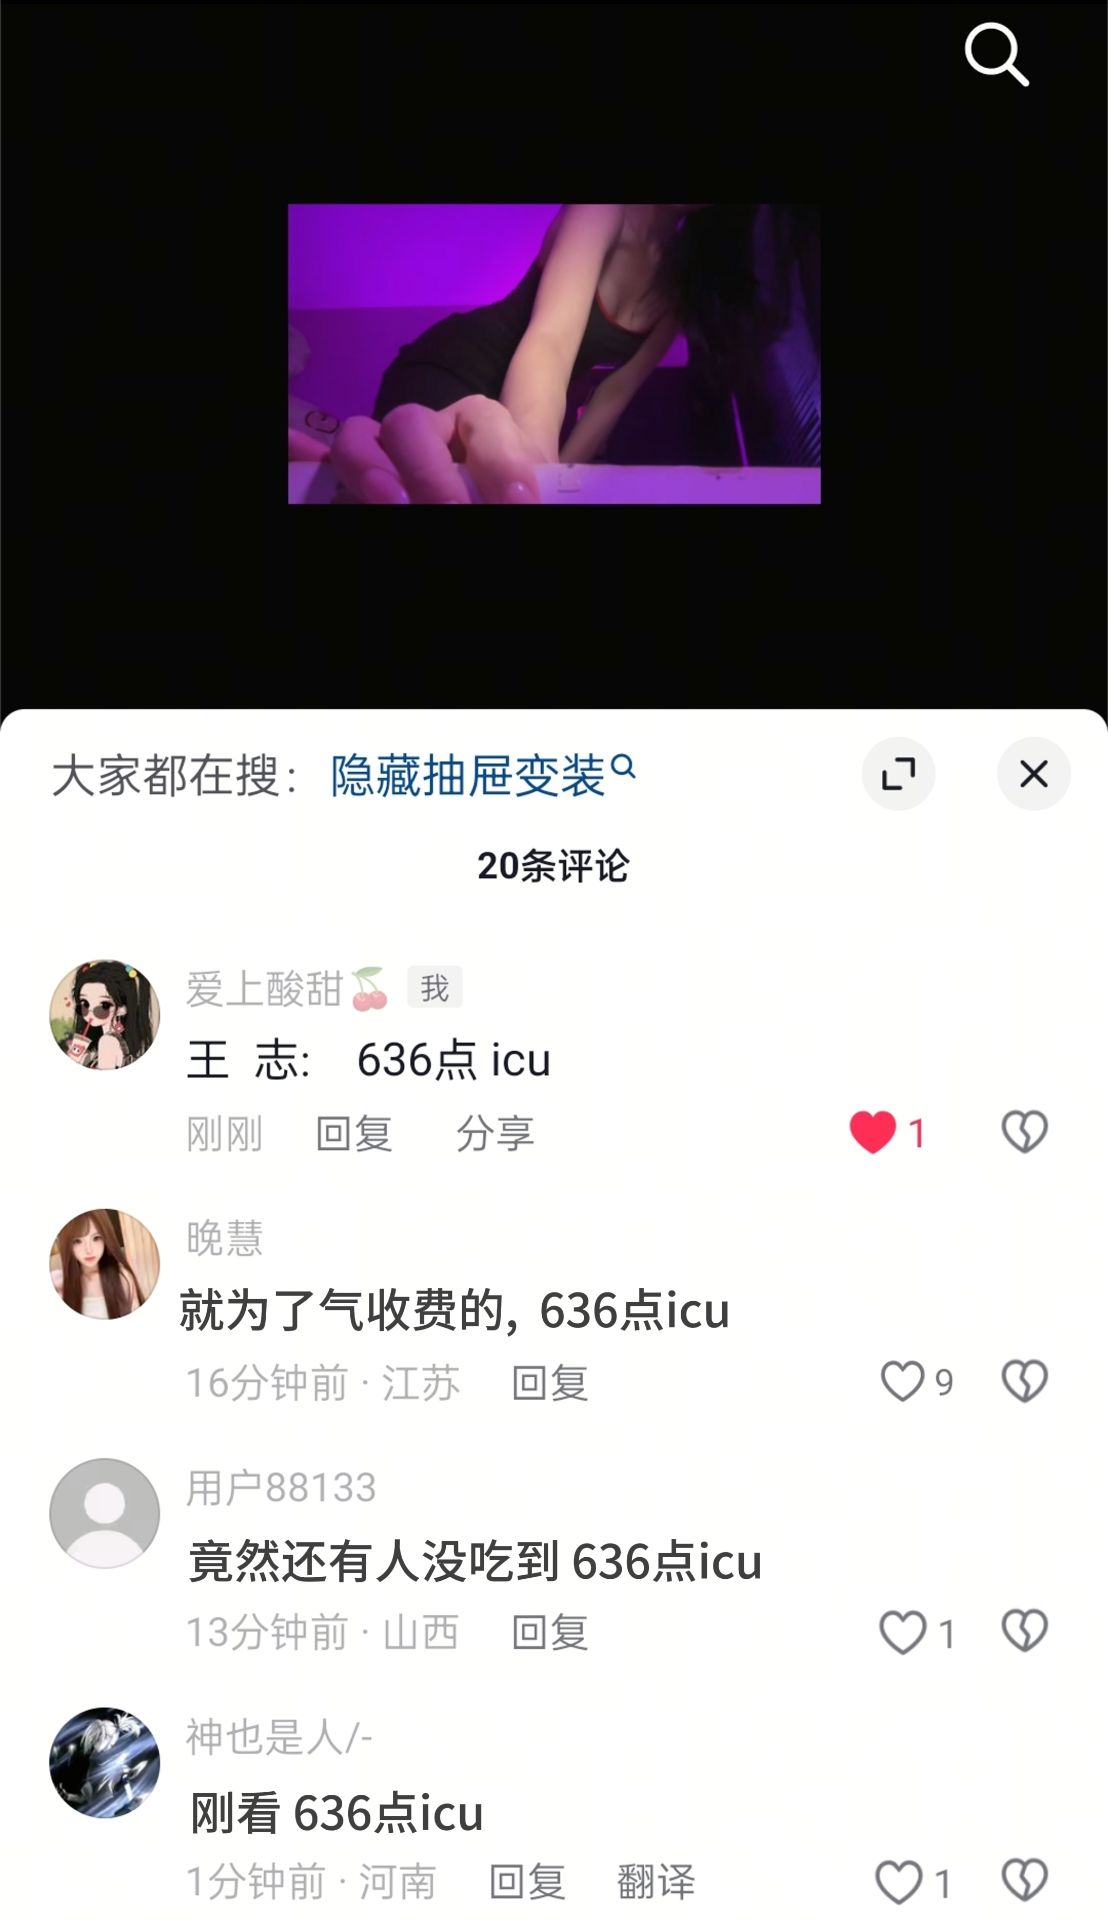 大家都在搜： 隐藏抽屉变装
20条评论
爱上酸甜🍒 我
王 志: 636点 icu
刚刚 回复 分享 1
晚慧
就为了气收费的, 636点icu
16分钟前 · 江苏 回复 9
用户88133
竟然还有人没吃到 636点icu
13分钟前 · 山西 回复 1
神也是人/-
刚看 636点icu
1分钟前 · 河南 回复 翻译 1